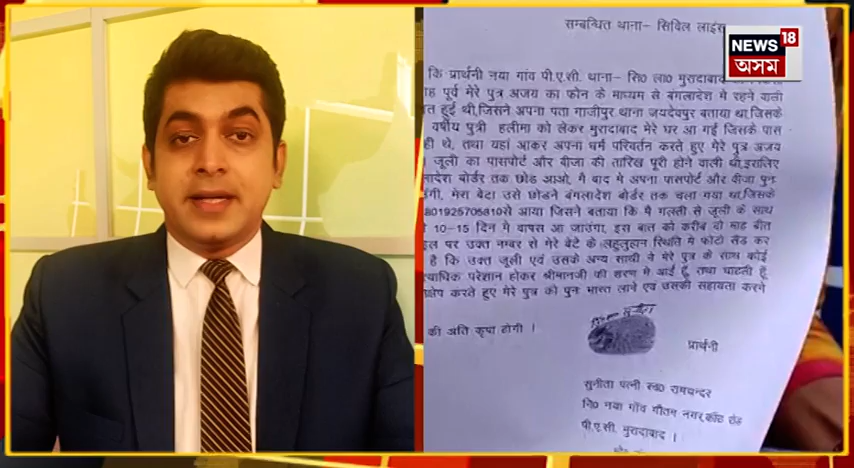 NEWS 18
অসম
सम्बन्धित थाना- सिविल लाइंस
कि प्रार्थनी नया गांव पी.ए.सी. थाना- सि0 ला0 मुरादाबाद
पूर्व मेरे पुत्र अजय का फोन के माध्यम से बंगलादेश मे रहने वाली
हुई थी,जिसने अपना पता गाजीपुर थाना जयदेवपुर बताया था,जिसके
वर्षीय पुत्री हलीमा को लेकर मुरादाबाद मेरे घर आ गई जिसके पास
ही थे, तथा यहां आकर अपना धर्म परिवर्तन करते हुए मेरे पुत्र अजय
जूली का पासपोर्ट और वीजा की तारिख पूरी होने वाली थी,इसलिए
बोर्डर तक छोड आओ, मै बाद मे अपना पासपोर्ट और वीजा पुनः
मेरा बेटा उसे छोडने बंगलादेश बोर्डर तक चला गया था,जिसके
801925705610से आया जिसने बताया कि मै गलती से जूली के साथ
10-15 दिन मे वापस आ जाउंगा, इस बात को करीब दो माह बीत
पर उक्त नम्बर से मेरे बेटे के लहुलुहान स्थिति मे फोटो सैंड कर
है कि उक्त जूली एवं उसके अन्य साथी ने मेरे पुत्र के साथ कोई
परेशान होकर श्रीमानजी की शरण मे आई हूँ, तथा चाहती हूँ
करते हुए मेरे पुत्र को पुनः भारत लाने एवं उसकी सहायता करने
की अति कृपा होगी ।
प्रार्थनी
सुनीता पत्नी स्व0 रामचन्दर
नि0 नया गाँव गौतम नगर,कॉठ रोड
पी.ए.सी. मुरादाबाद ।